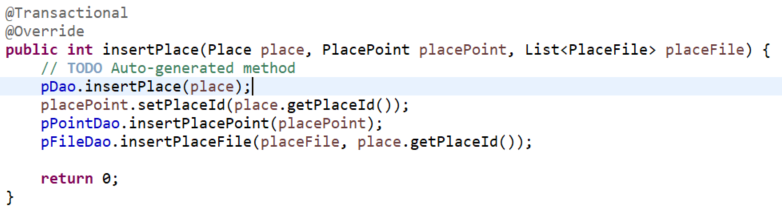 @Transactional
@Override
public int insertPlace(Place place, PlacePoint placePoint, List<PlaceFile> placeFile) {
    // TODO Auto-generated method
    pDao.insertPlace(place);
    placePoint.setPlaceId(place.getPlaceId());
    pPointDao.insertPlacePoint(placePoint);
    pFileDao.insertPlaceFile(placeFile, place.getPlaceId());

    return 0;
}